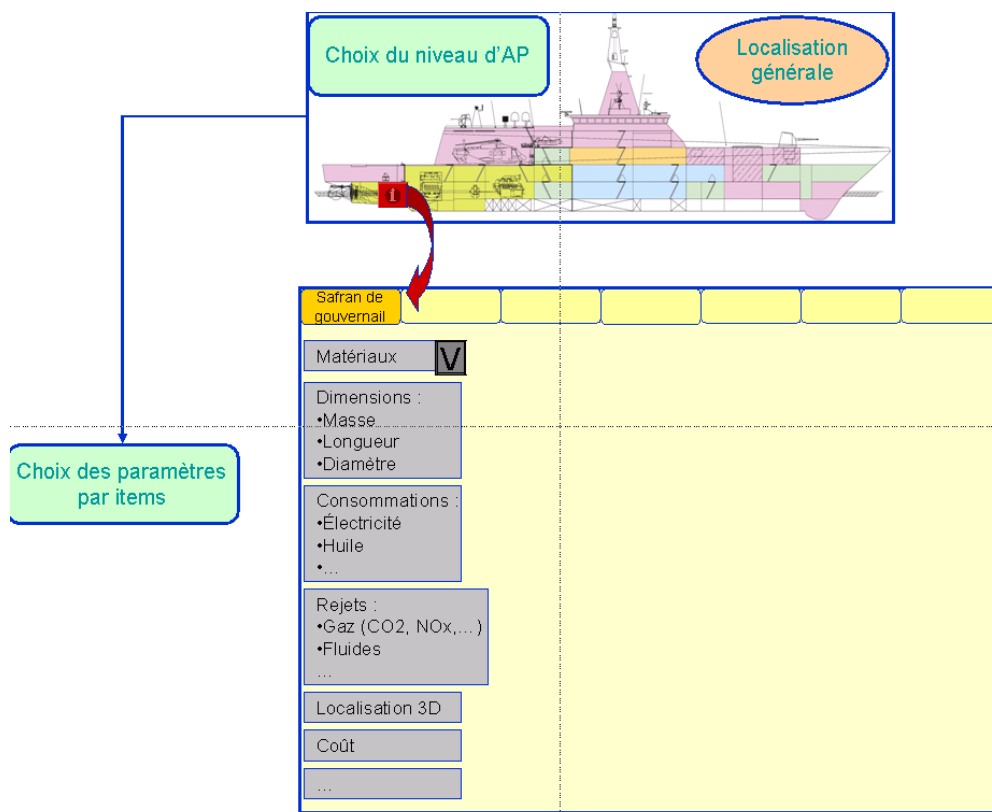 Choix du niveau d’AP
Localisation
générale
1
Safran de
gouvernail
Matériaux
V
Dimensions :
•Masse
•Longueur
•Diamètre
Choix des paramètres
par items
Consommations :
•Électricité
•Huile
•...
Rejets :
•Gaz (CO2, NOx,...)
•Fluides
...
Localisation 3D
Coût
...